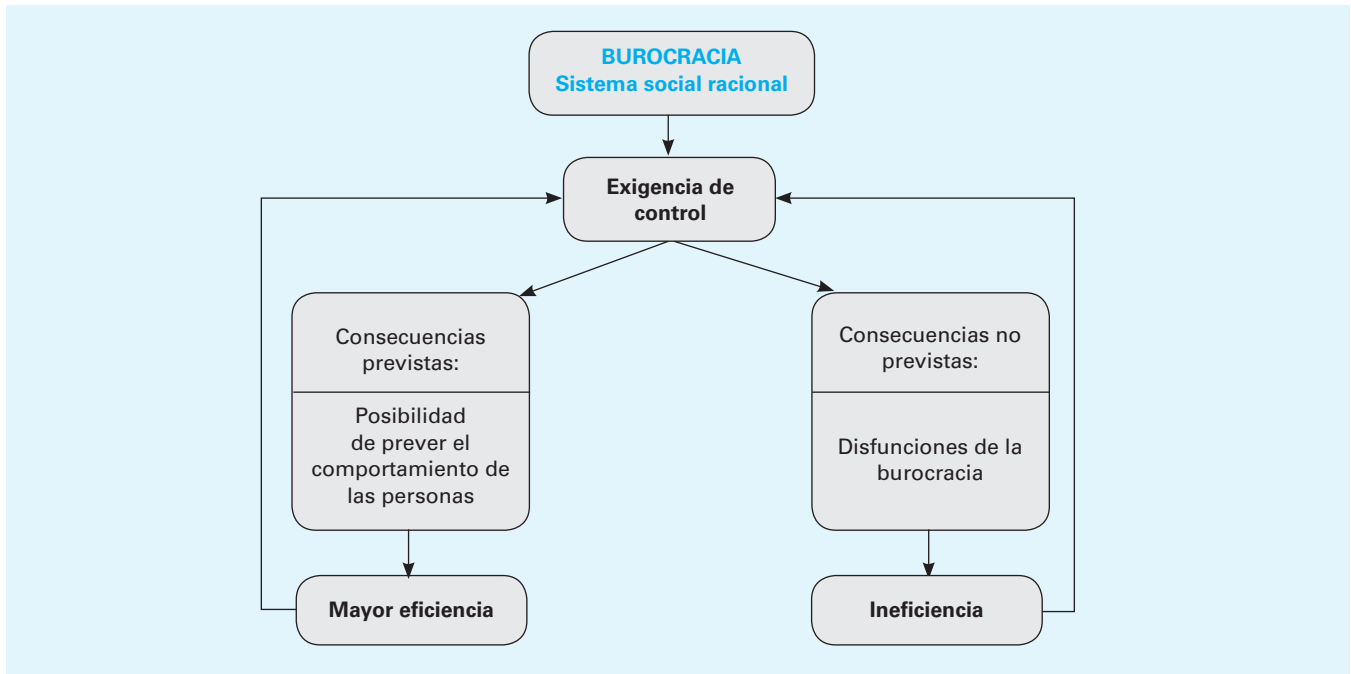 BUROCRACIA
Sistema social racional
Exigencia de
control
Consecuencias
previstas:
Posibilidad
de prever el
comportamiento de
las personas
Mayor eficiencia
Consecuencias no
previstas:
Disfunciones de la
burocracia
Ineficiencia